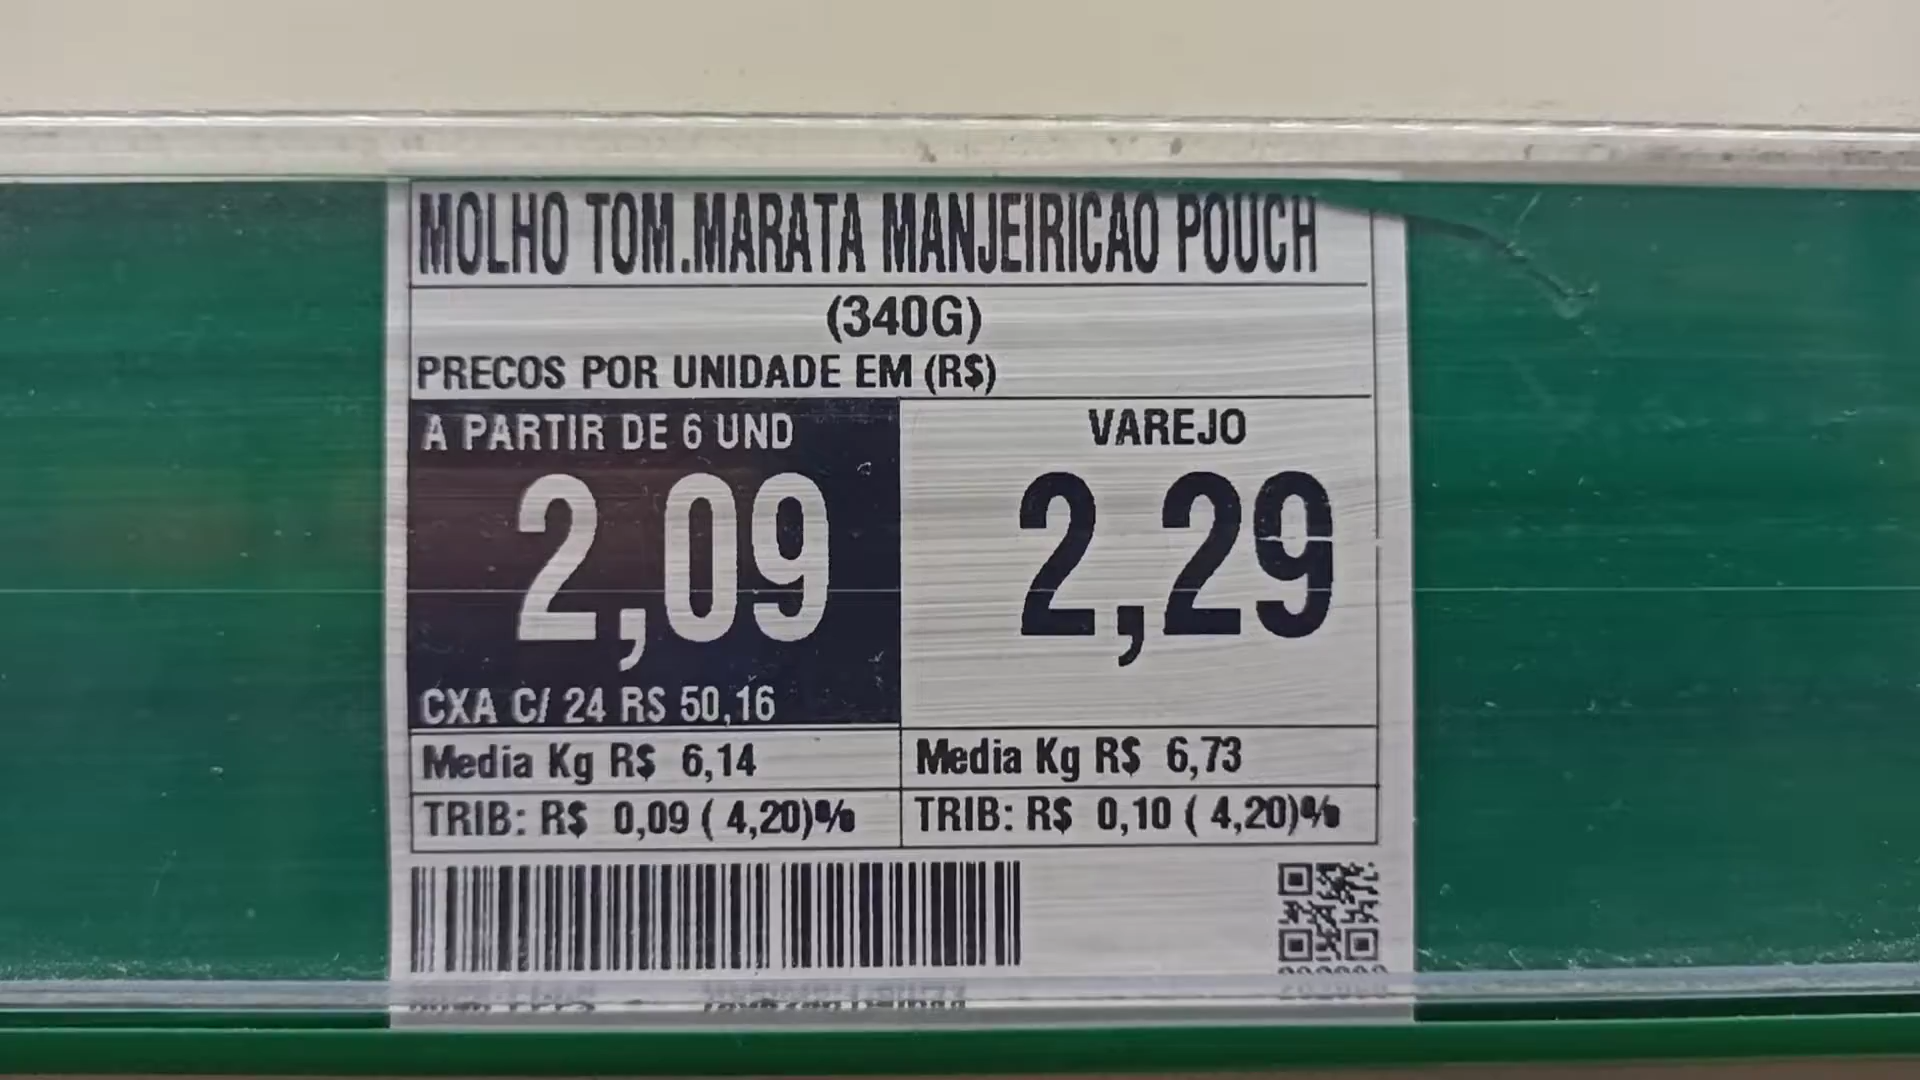 MOLHO TOM.MARATA MANJEIRICAO POUCH
(340G)
PRECOS POR UNIDADE EM (R$)
A PARTIR DE 6 UND
2,09
CXA C/ 24 RS 50,16
VAREJO
2,29
Media Kg R$ 6,14
Media Kg R$ 6,73
TRIB: R$ 0,09 ( 4,20)%
TRIB: R$ 0,10 ( 4,20)%